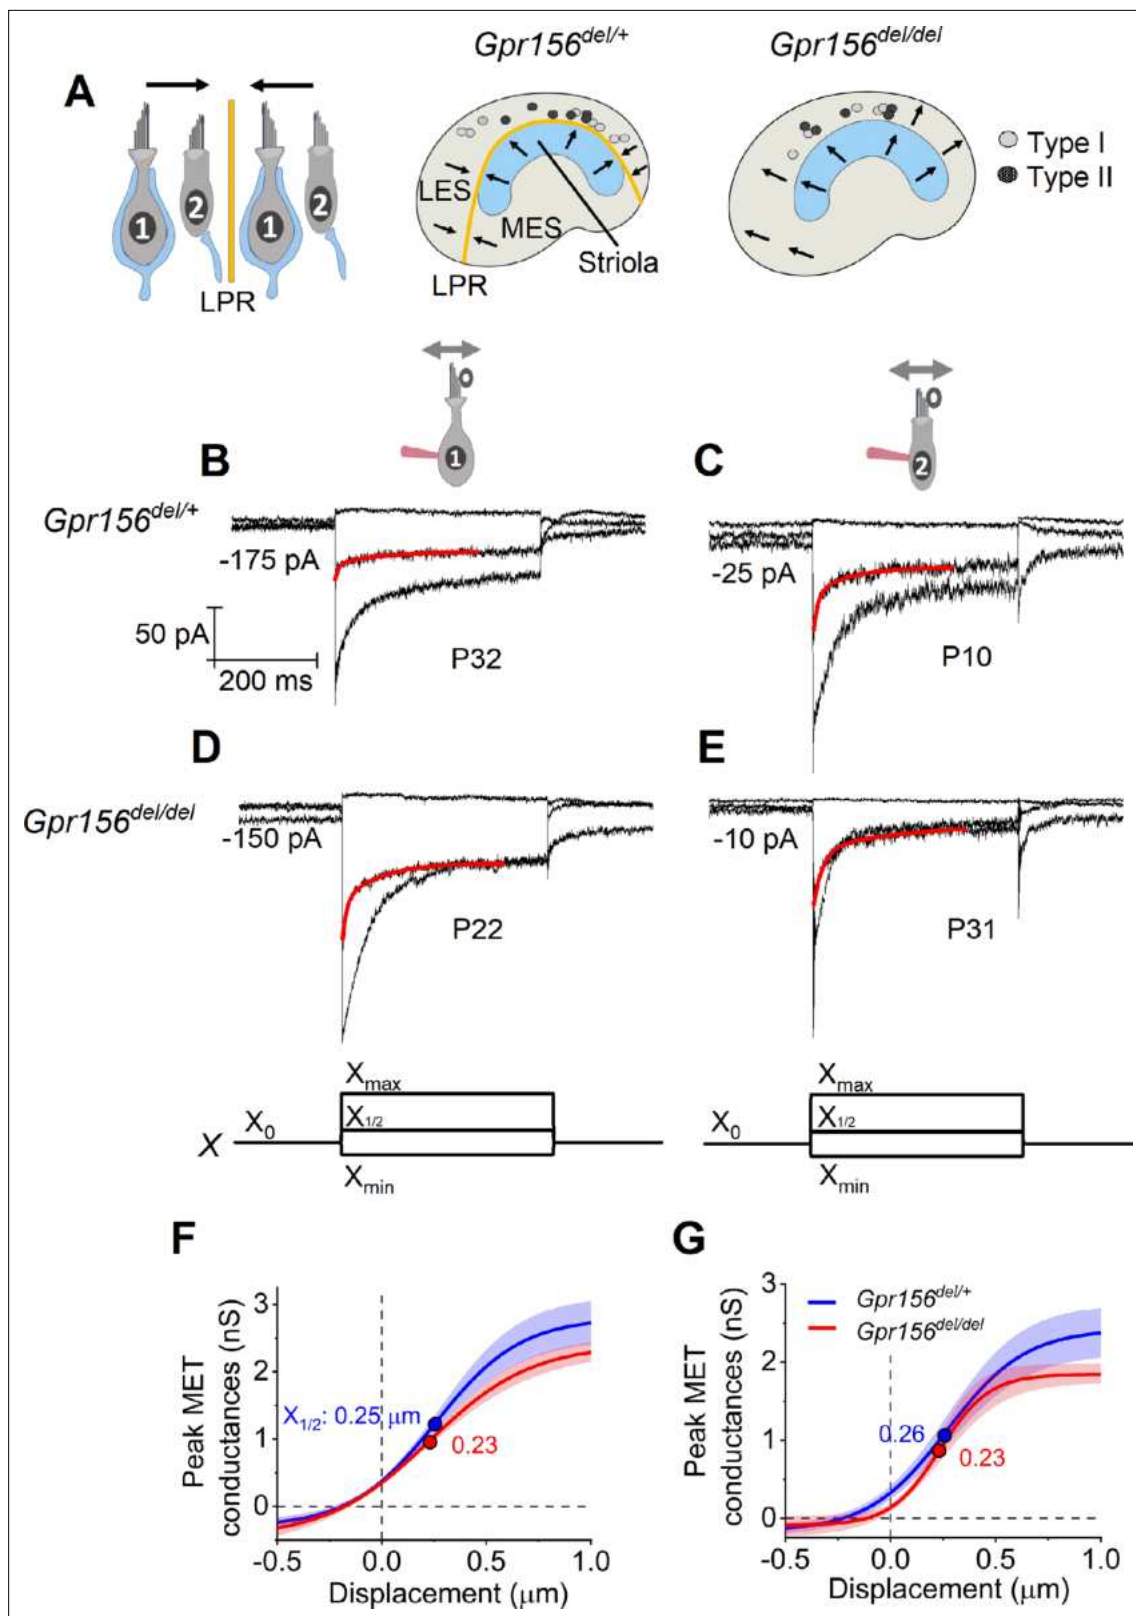 A
Gpr156del/+
Gpr156del/del
1
2
1
2
LPR
LES
MES
LPR
Striola
Type I
Type II
B
1
C
2
Gpr156del/+
-175 pA
50 pA
200 ms
P32
-25 pA
P10
D
E
Gpr156del/del
-150 pA
P22
-10 pA
P31
X
X0
Xmax
X1/2
Xmin
X0
Xmax
X1/2
Xmin
F
Peak MET
conductances (nS)
3
2
1
0
X1/2: 0.25 μm
0.23
-0.5
0.0
0.5
1.0
Displacement (μm)
G
Peak MET
conductances (nS)
3
2
1
0
Gpr156del/+
Gpr156del/del
0.26
0.23
-0.5
0.0
0.5
1.0
Displacement (μm)